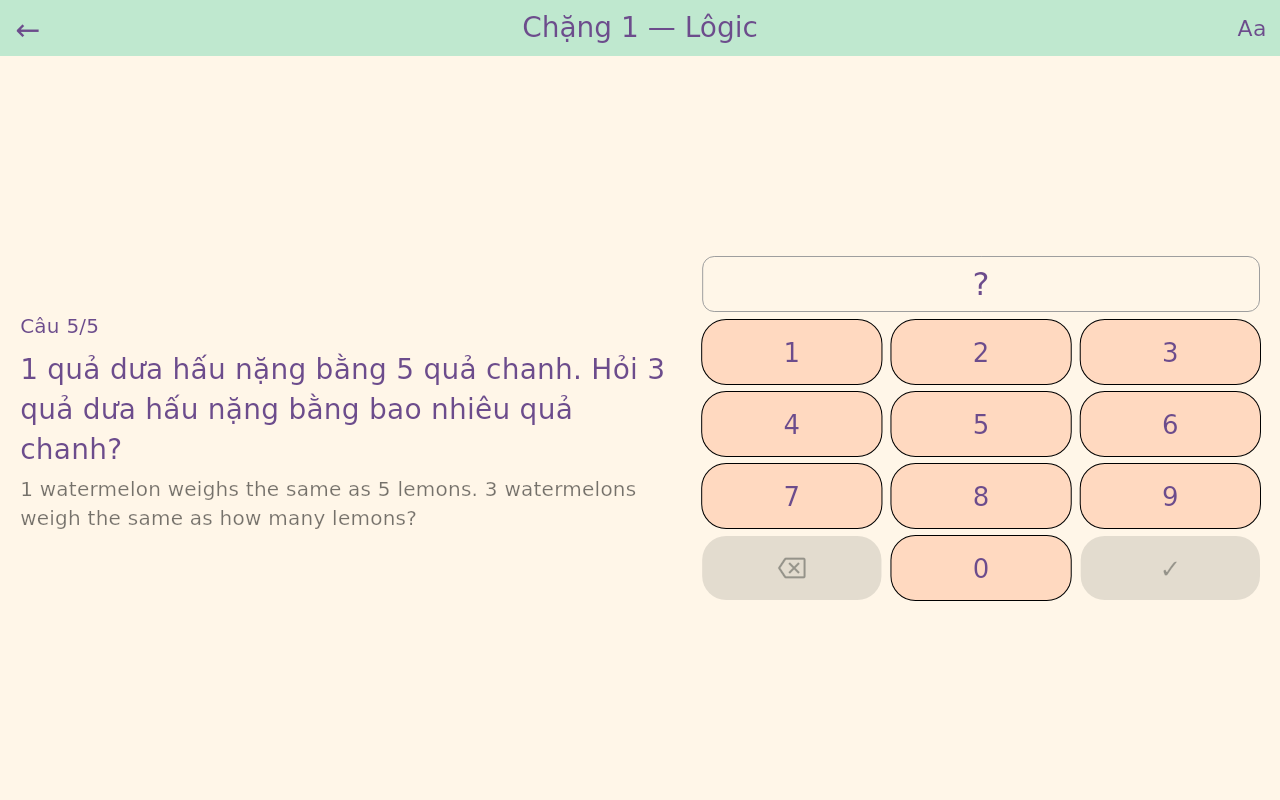 ←
Chặng 1 — Lôgic
Aa
Câu 5/5
1 quả dưa hấu nặng bằng 5 quả chanh. Hỏi 3
quả dưa hấu nặng bằng bao nhiêu quả
chanh?
1 watermelon weighs the same as 5 lemons. 3 watermelons
weigh the same as how many lemons?
?
1 2 3
4 5 6
7 8 9
⌫ 0 ✓